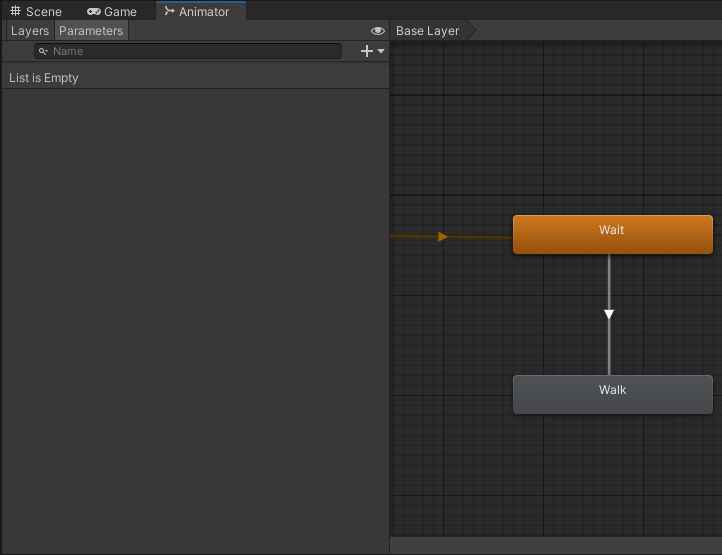 Scene Game Animator
Layers Parameters
Base Layer
Name
List is Empty
Wait
Walk